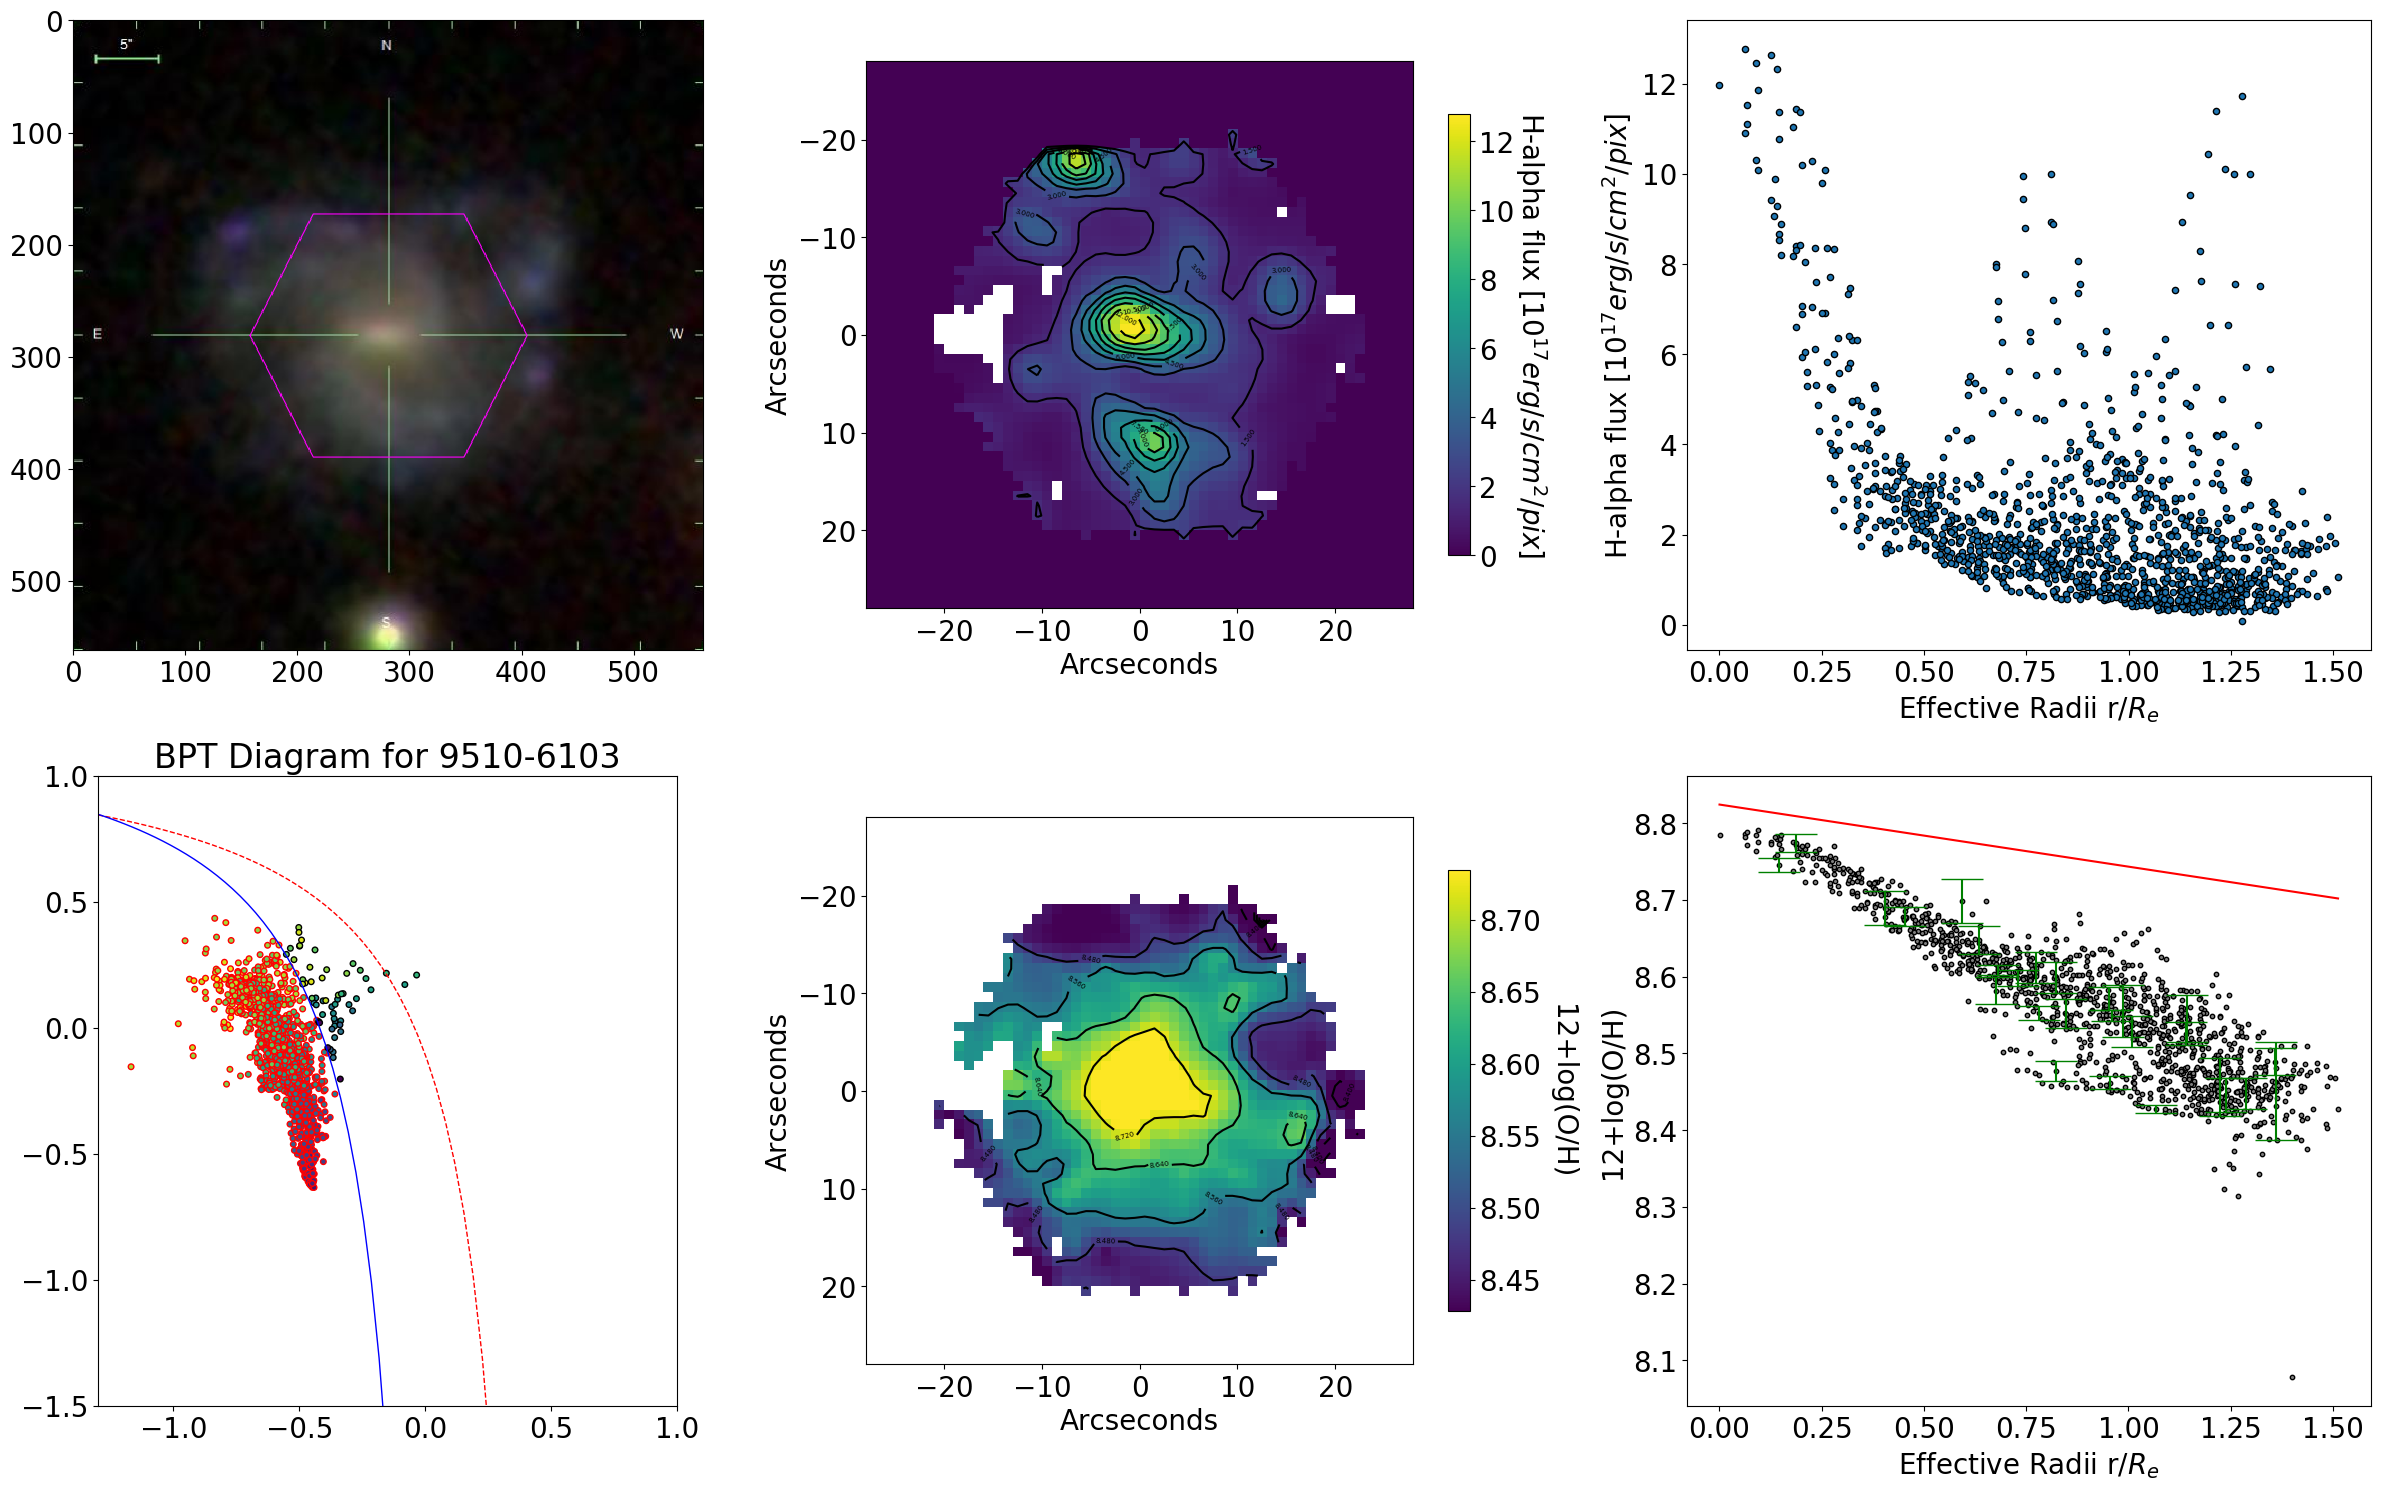 0
100
200
300
400
500
0 100 200 300 400 500
5"
N
E
W
S
−20
−10
0
10
20
−20 −10 0 10 20
Arcseconds
Arcseconds
12
10
8
6
4
2
0
H-alpha flux [10^17 erg/s/cm^2/pix]
H-alpha flux [10^17 erg/s/cm^2/pix]
12
10
8
6
4
2
0
0.00 0.25 0.50 0.75 1.00 1.25 1.50
Effective Radii r/R_e
BPT Diagram for 9510-6103
1.0
0.5
0.0
−0.5
−1.0
−1.5
−1.0 −0.5 0.0 0.5 1.0
−20
−10
0
10
20
−20 −10 0 10 20
Arcseconds
Arcseconds
8.70
8.65
8.60
8.55
8.50
8.45
12+log(O/H)
12+log(O/H)
8.8
8.7
8.6
8.5
8.4
8.3
8.2
8.1
0.00 0.25 0.50 0.75 1.00 1.25 1.50
Effective Radii r/R_e